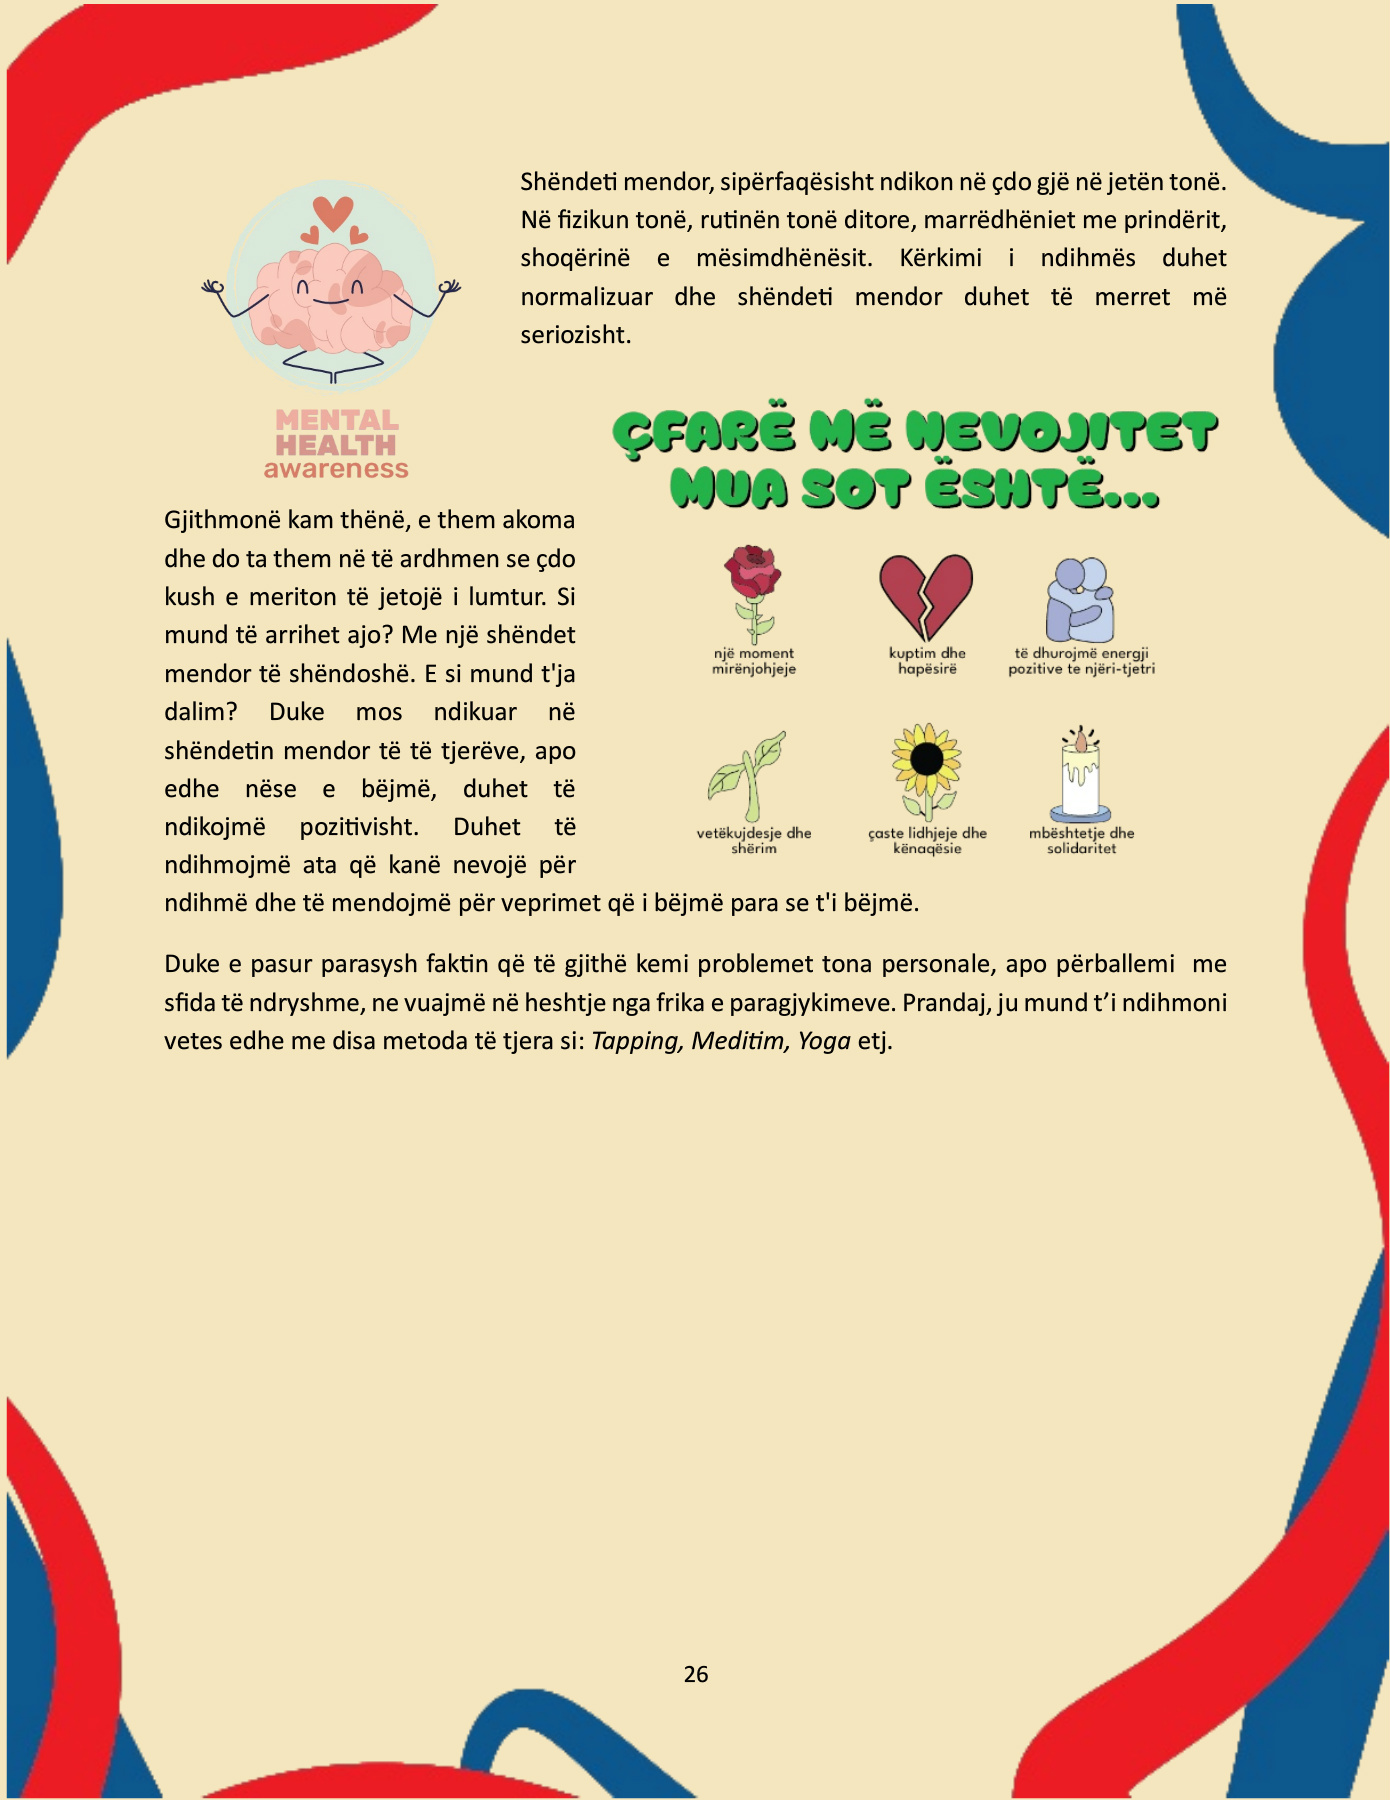 Shëndeti mendor, sipërfaqësisht ndikon në çdo gjë në jetën tonë.
Në fizikun tonë, rutinën tonë ditore, marrëdhëniet me prindërit,
shoqërinë e mësimdhënësit. Kërkimi i ndihmës duhet
normalizuar dhe shëndeti mendor duhet të merret më
seriozisht.
MENTAL
HEALTH
awareness
ÇFARË MË NEVOJITET
MUA SOT ËSHTË...
një moment
mirënjohjeje
kuptim dhe
hapësirë
të dhurojmë energji
pozitive te njëri-tjetri
vetëkujdesje dhe
shërim
çaste lidhjeje dhe
kënaqësie
mbështetje dhe
solidaritet
Gjithmonë kam thënë, e them akoma
dhe do ta them në të ardhmen se çdo
kush e meriton të jetojë i lumtur. Si
mund të arrihet ajo? Me një shëndet
mendor të shëndoshë. E si mund t'ja
dalim? Duke mos ndikuar në
shëndetin mendor të të tjerëve, apo
edhe nëse e bëjmë, duhet të
ndikojmë pozitivisht. Duhet të
ndihmojmë ata që kanë nevojë për
ndihmë dhe të mendojmë për veprimet që i bëjmë para se t'i bëjmë.
Duke e pasur parasysh faktin që të gjithë kemi problemet tona personale, apo përballemi me
sfida të ndryshme, ne vuajmë në heshtje nga frika e paragjykimeve. Prandaj, ju mund t’i ndihmoni
vetes edhe me disa metoda të tjera si: Tapping, Meditim, Yoga etj.
26